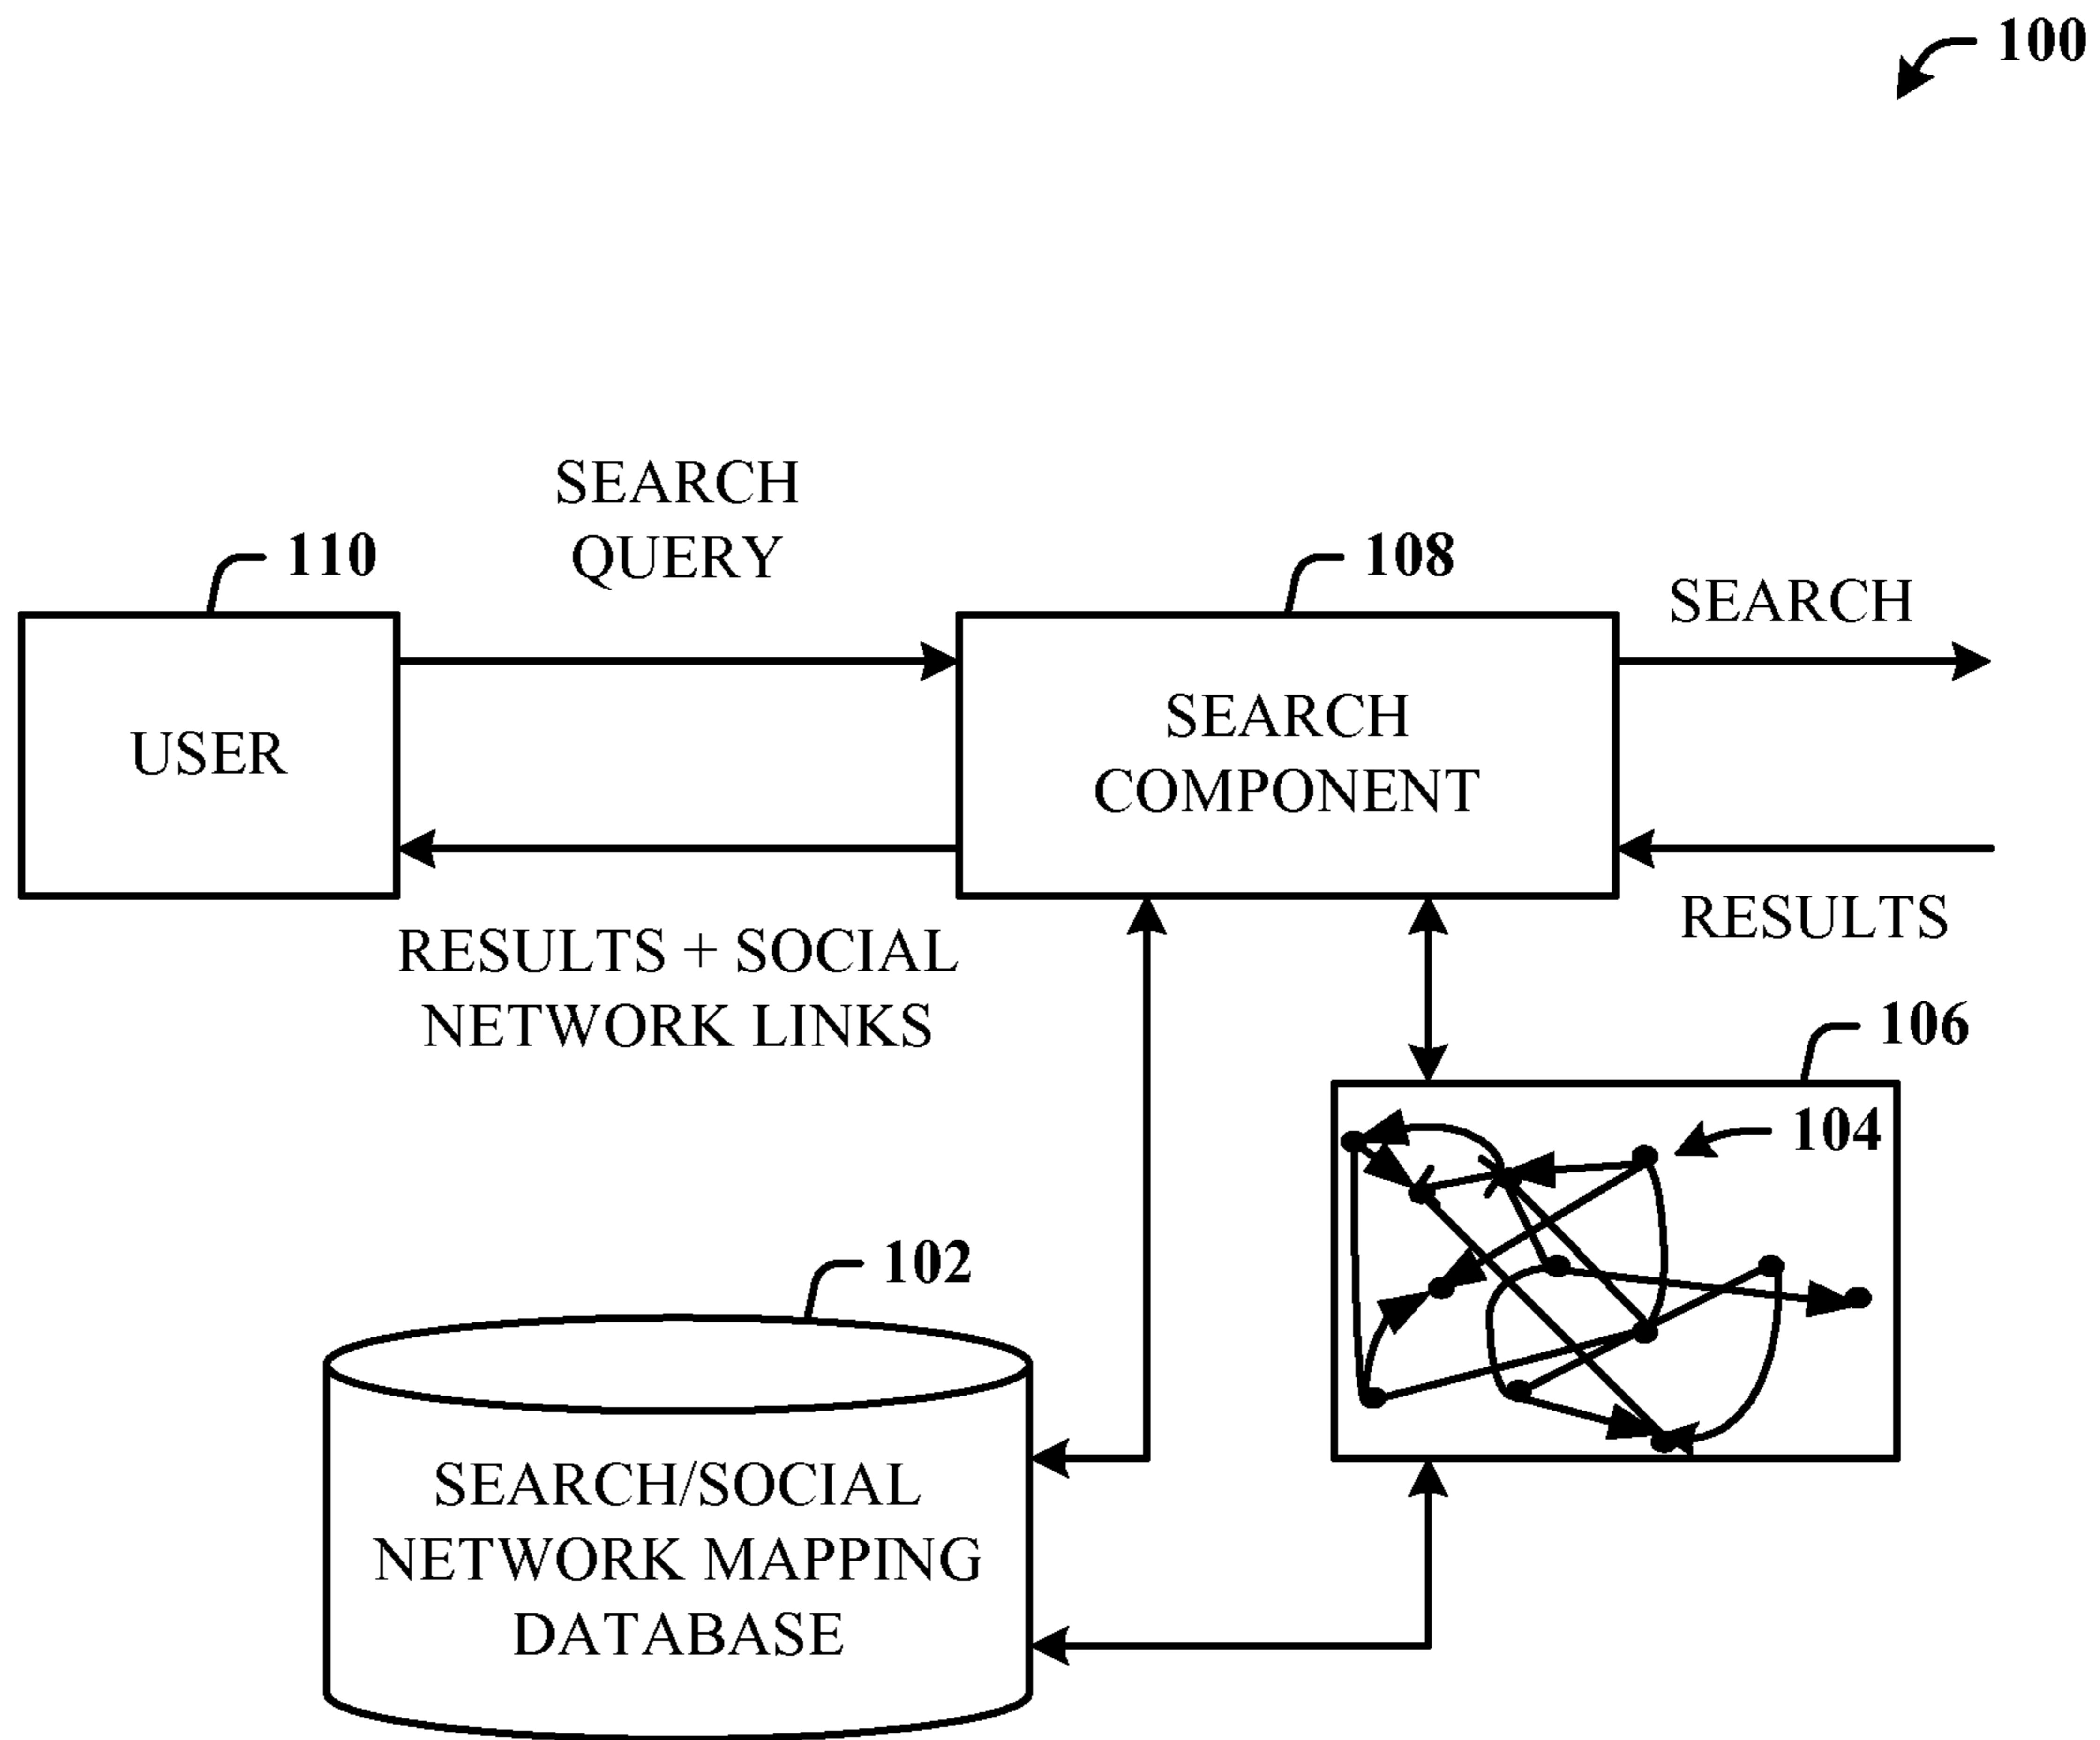 100
SEARCH
QUERY
110
108
SEARCH
USER
SEARCH
COMPONENT
RESULTS + SOCIAL
NETWORK LINKS
RESULTS
106
104
102
SEARCH/SOCIAL
NETWORK MAPPING
DATABASE